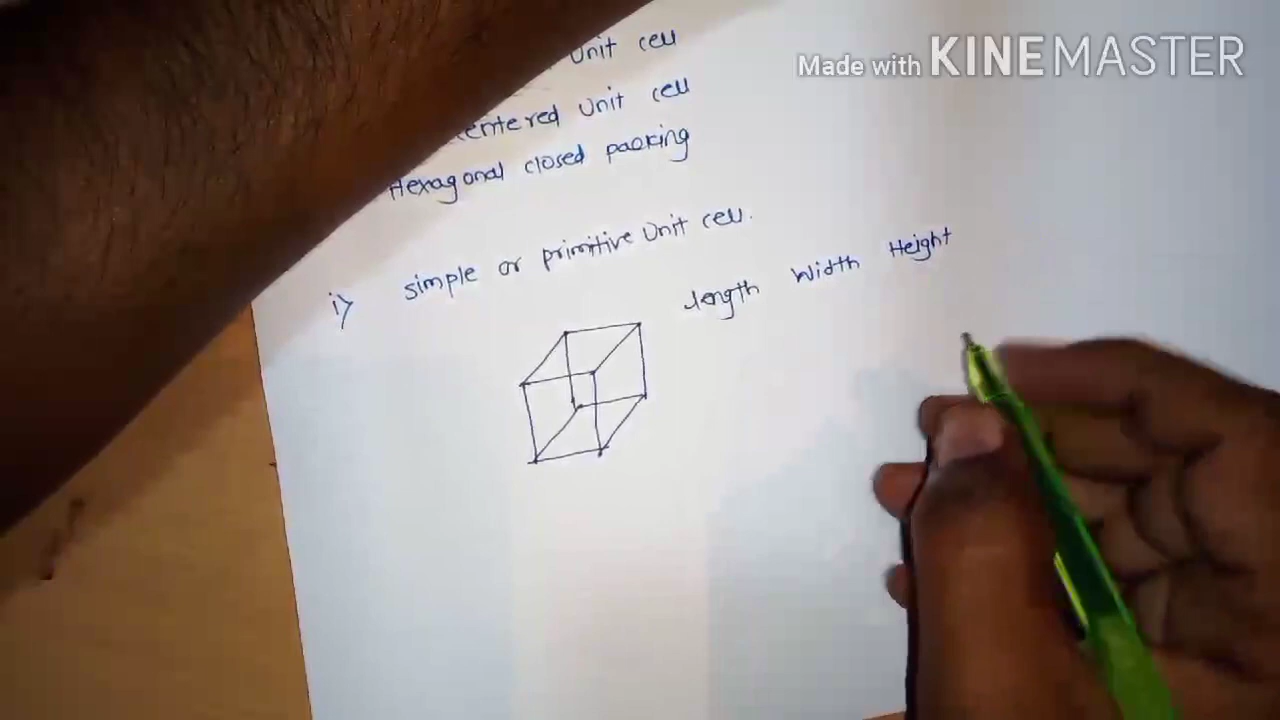 Unit cell
centered Unit cell
Hexagonal closed packing
i) simple or primitive Unit cell.
length Width Height
Made with KINEMASTER